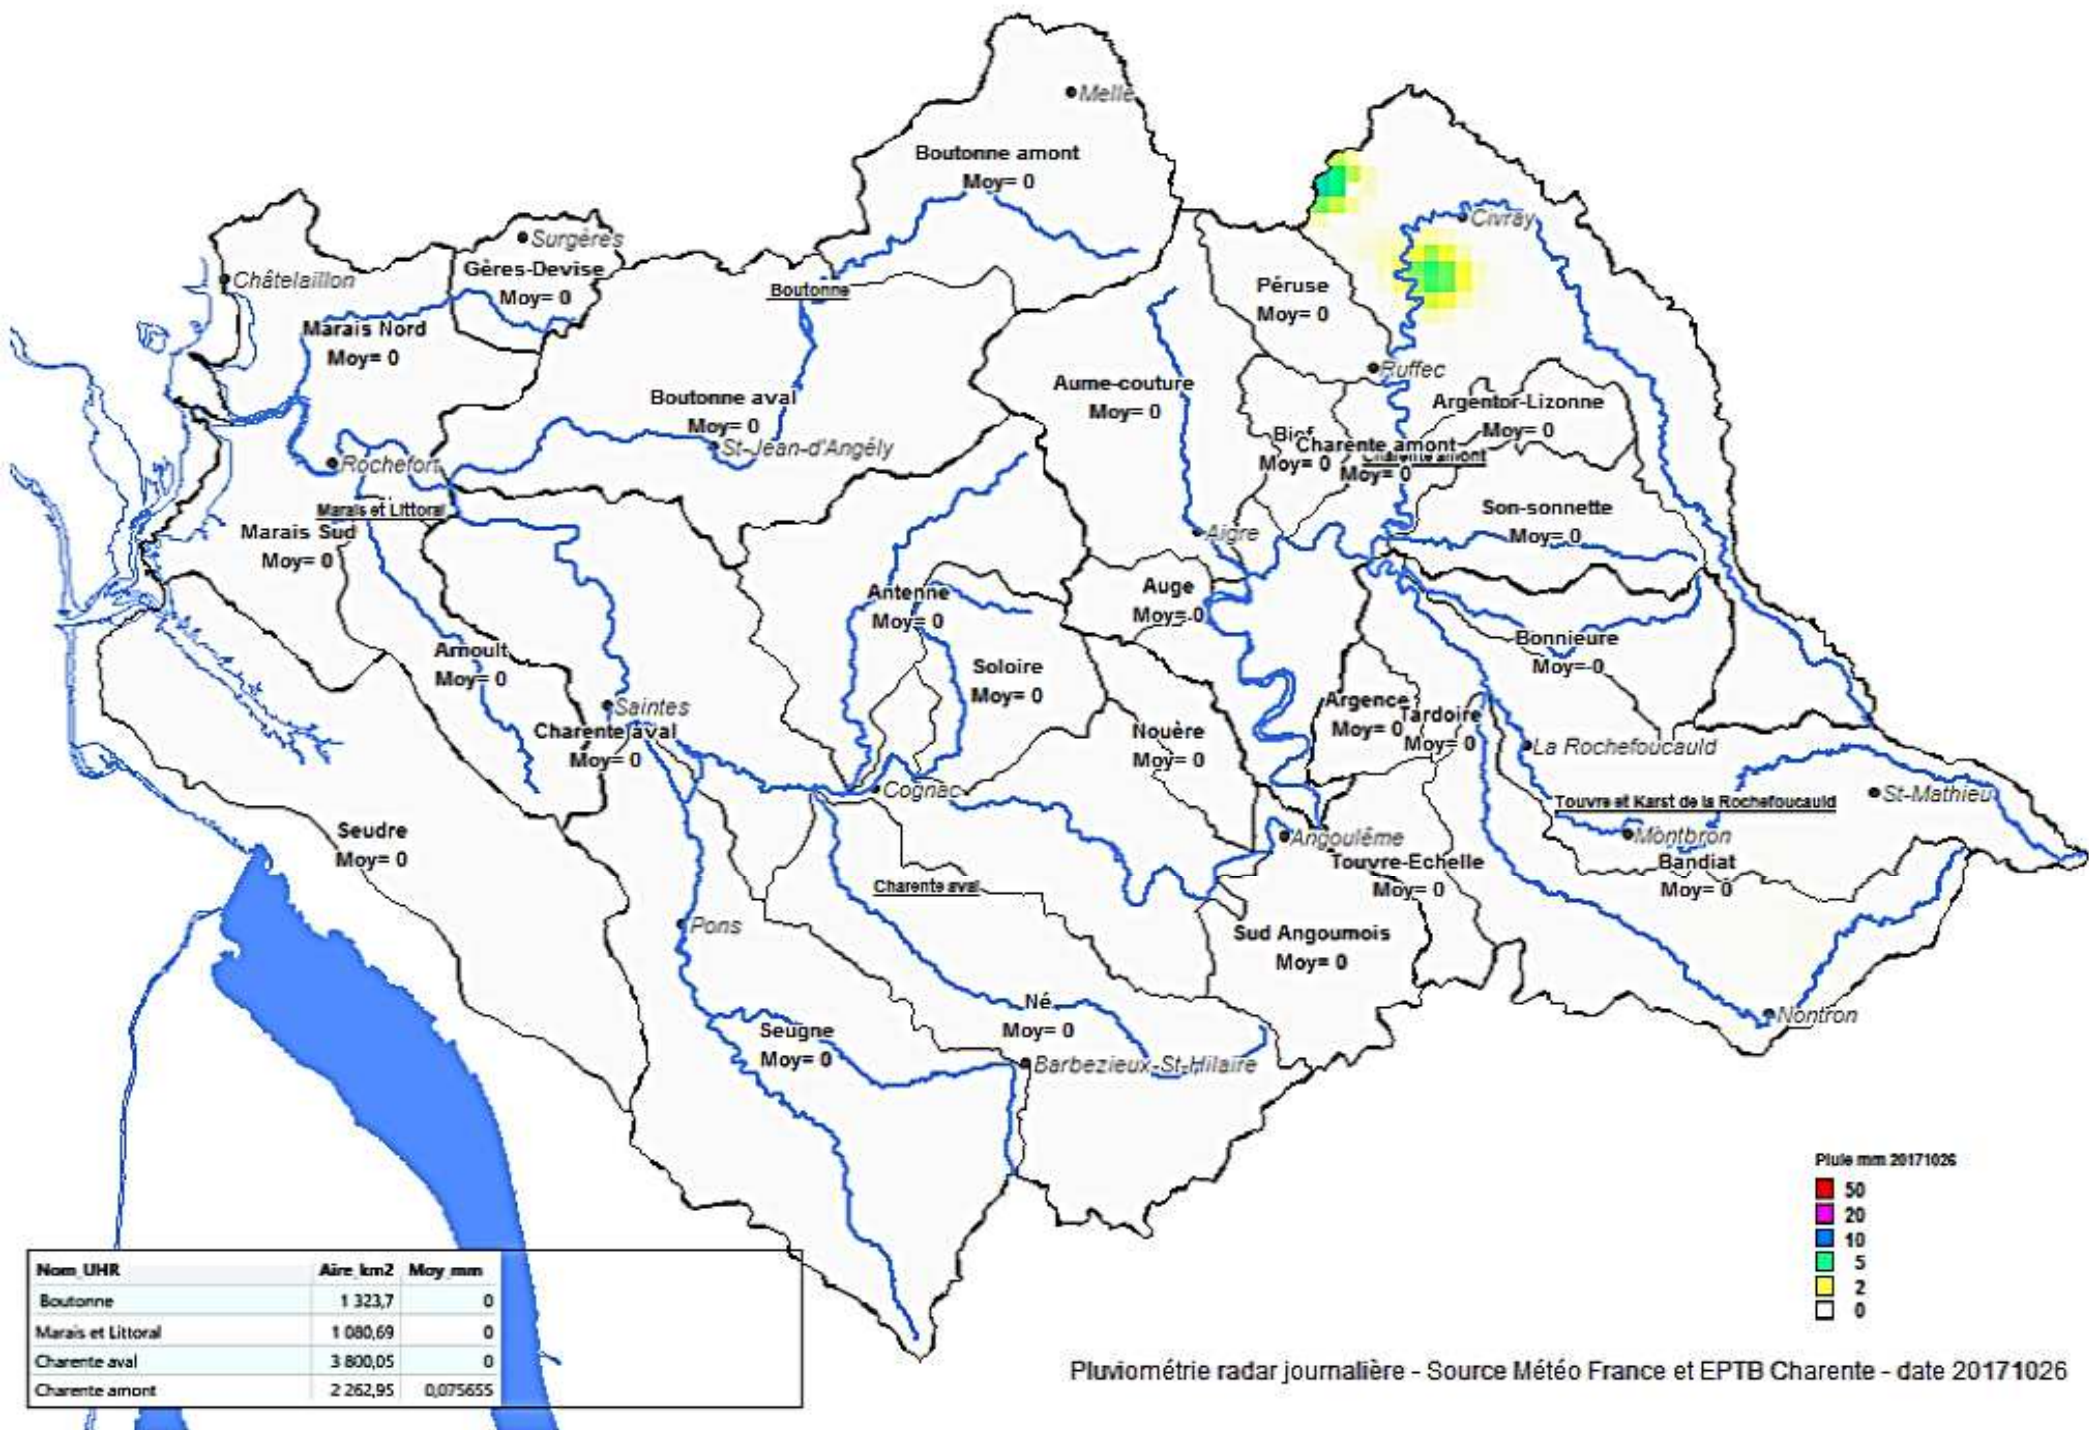 Melle
Boutonne amont
Moy= 0
Surgères
Civray
Gères-Devise
Moy= 0
Châtelaillon
Boutonne
Péruse
Moy= 0
Marais Nord
Moy= 0
Ruffec
Aume-couture
Moy= 0
Boutonne aval
Moy= 0
Argentor-Lizonne
Moy= 0
St-Jean-d'Angély
Bief
Moy= 0
Charente amont
Charente amont
Moy= 0
Rochefort
Marais et Littoral
Son-sonnette
Moy= 0
Marais Sud
Moy= 0
Aigre
Antenne
Moy= 0
Auge
Moy= 0
Bonnieure
Moy= 0
Arnoult
Moy= 0
Soloire
Moy= 0
Saintes
Argence
Moy= 0
Tardoire
Moy= 0
Charente aval
Moy= 0
Nouère
Moy= 0
La Rochefoucauld
Cognac
St-Mathieu
Touvre et Karst de la Rochefoucauld
Seudre
Moy= 0
Angoulême
Montbron
Touvre-Echelle
Moy= 0
Bandiat
Moy= 0
Charente aval
Pons
Sud Angoumois
Moy= 0
Né
Moy= 0
Nontron
Seugne
Moy= 0
Barbezieux-St-Hilaire
Pluie mm 20171026
50
20
10
5
2
0
Nom_UHR Aire_km2 Moy_mm
Boutonne 1 323,7 0
Marais et Littoral 1 080,69 0
Charente aval 3 800,05 0
Charente amont 2 262,95 0,075655
Pluviométrie radar journalière - Source Météo France et EPTB Charente - date 20171026